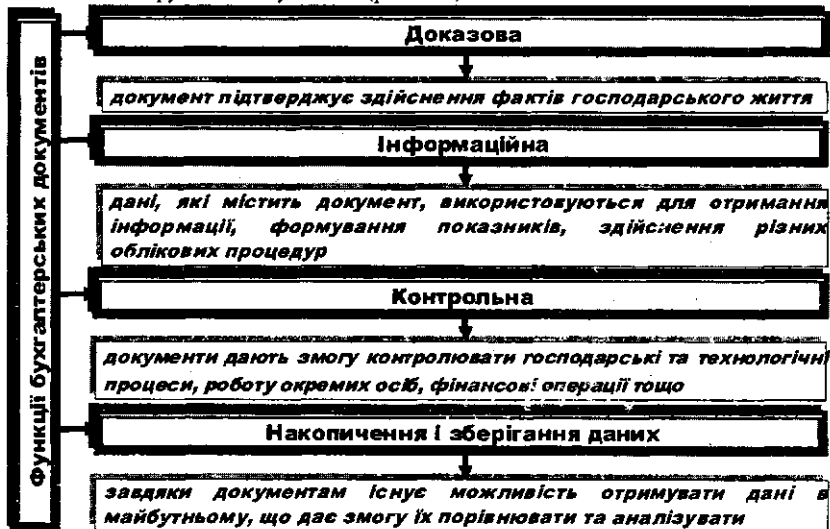 Функції бухгалтерських документів
Доказова
документ підтверджує здійснення фактів господарського життя
Інформаційна
дані, які містить документ, використовуються для отримання
інформації, формування показників, здійснення різних
облікових процедур
Контрольна
документи дають змогу контролювати господарські та технологічні
процеси, роботу окремих осіб, фінансові операції тощо
Накопичення і зберігання даних
завдяки документам існує можливість отримувати дані в
майбутньому, що дає змогу їх порівнювати та аналізувати